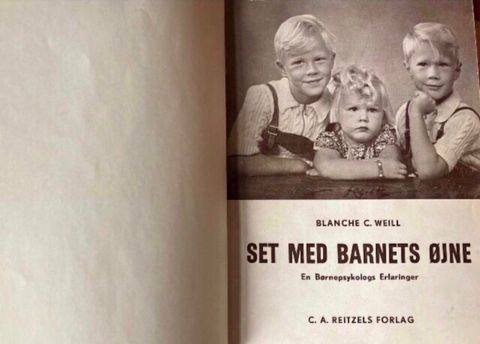 BLANCHE C. WEILL
SET MED BARNETS ØJNE
En Børnepsykologs Erfaringer
C. A. REITZELS FORLAG